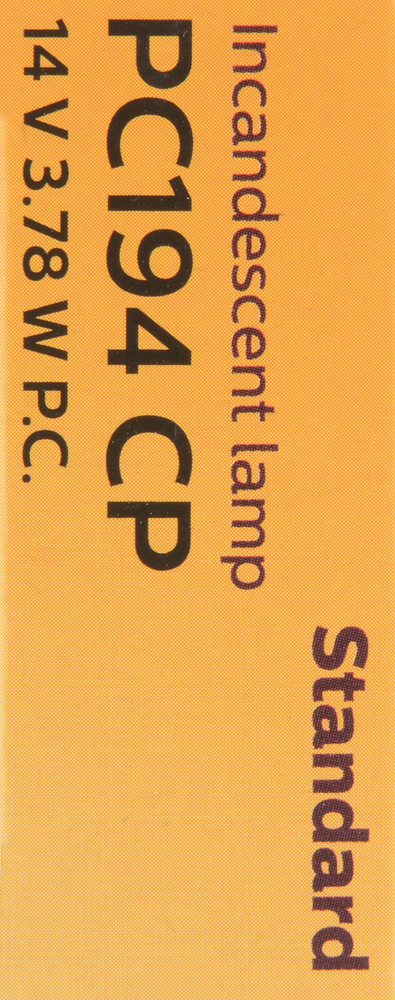 Standard
Incandescent lamp
PC194 CP
14 V 3.78 W P.C.